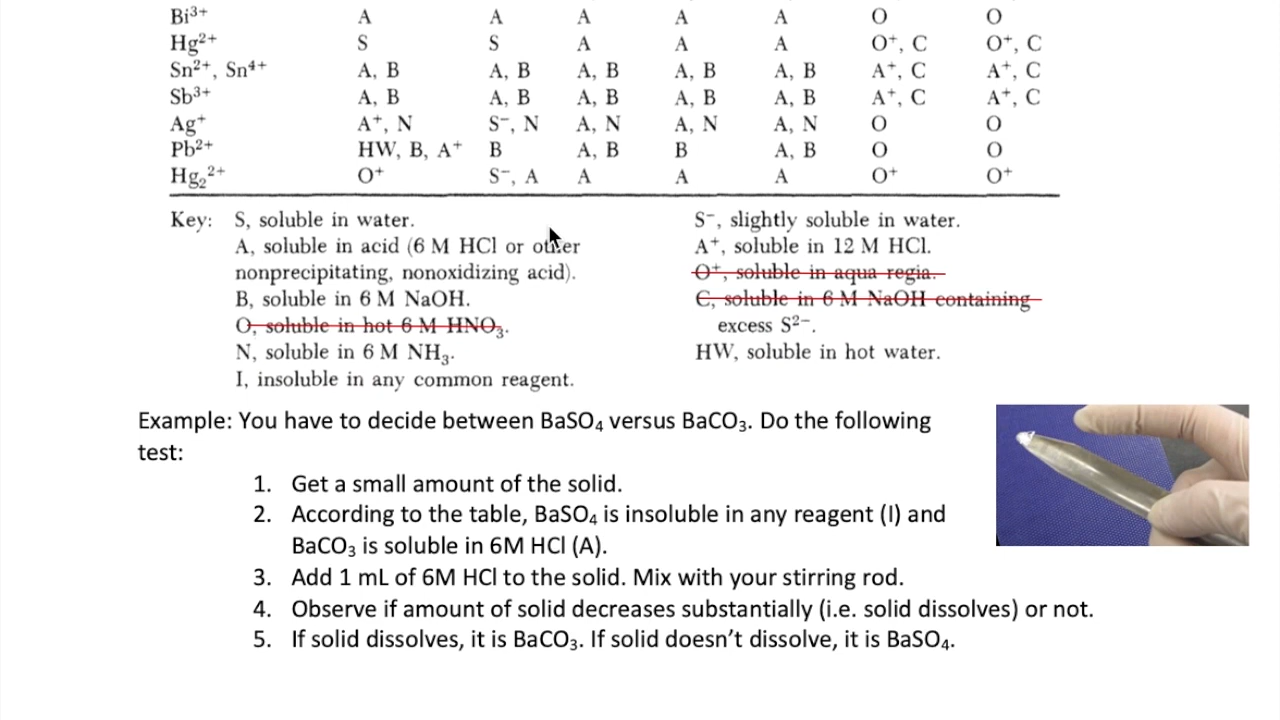 Bi³⁺ A A A A A O O
Hg²⁺ S S A A A O⁺, C O⁺, C
Sn²⁺, Sn⁴⁺ A, B A, B A, B A, B A, B A⁺, C A⁺, C
Sb³⁺ A, B A, B A, B A, B A, B A⁺, C A⁺, C
Ag⁺ A⁺, N S⁻, N A, N A, N A, N O O
Pb²⁺ HW, B, A⁺ B A, B B A, B O O
Hg₂²⁺ O⁺ S⁻, A A A A O⁺ O⁺
Key: S, soluble in water. S⁻, slightly soluble in water.
A, soluble in acid (6 M HCl or other A⁺, soluble in 12 M HCl.
nonprecipitating, nonoxidizing acid). O⁺, soluble in aqua regia.
B, soluble in 6 M NaOH. C, soluble in 6 M NaOH containing
O, soluble in hot 6 M HNO₃. excess S²⁻.
N, soluble in 6 M NH₃. HW, soluble in hot water.
I, insoluble in any common reagent.
Example: You have to decide between BaSO₄ versus BaCO₃. Do the following
test:
1. Get a small amount of the solid.
2. According to the table, BaSO₄ is insoluble in any reagent (I) and
BaCO₃ is soluble in 6M HCl (A).
3. Add 1 mL of 6M HCl to the solid. Mix with your stirring rod.
4. Observe if amount of solid decreases substantially (i.e. solid dissolves) or not.
5. If solid dissolves, it is BaCO₃. If solid doesn’t dissolve, it is BaSO₄.